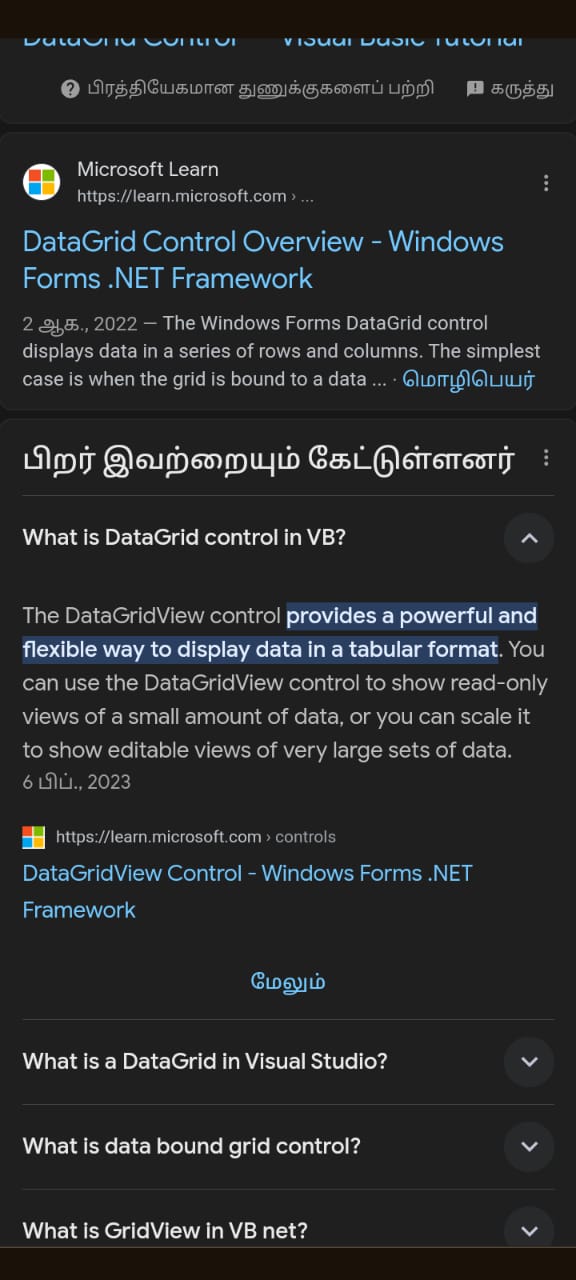 DataGrid Control
Visual Basic Tutorial
பிரத்தியேகமான துணுக்குகளைப் பற்றி
கருத்து
Microsoft Learn
https://learn.microsoft.com › ...
DataGrid Control Overview - Windows
Forms .NET Framework
2 ஆக., 2022 — The Windows Forms DataGrid control
displays data in a series of rows and columns. The simplest
case is when the grid is bound to a data ... · மொழிபெயர்
பிறர் இவற்றையும் கேட்டுள்ளனர்
What is DataGrid control in VB?
The DataGridView control provides a powerful and
flexible way to display data in a tabular format. You
can use the DataGridView control to show read-only
views of a small amount of data, or you can scale it
to show editable views of very large sets of data.
6 பிப்., 2023
https://learn.microsoft.com › controls
DataGridView Control - Windows Forms .NET
Framework
மேலும்
What is a DataGrid in Visual Studio?
What is data bound grid control?
What is GridView in VB net?